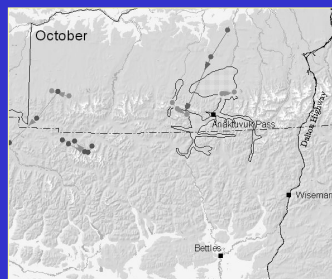 October
Anaktuvuk Pass
Dalton Highway
Wiseman
Bettles